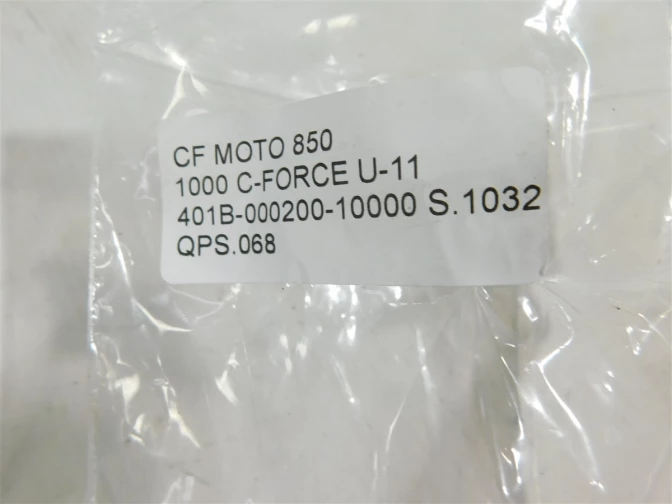 CF MOTO 850
1000 C-FORCE U-11
401B-000200-10000 S.1032
QPS.068